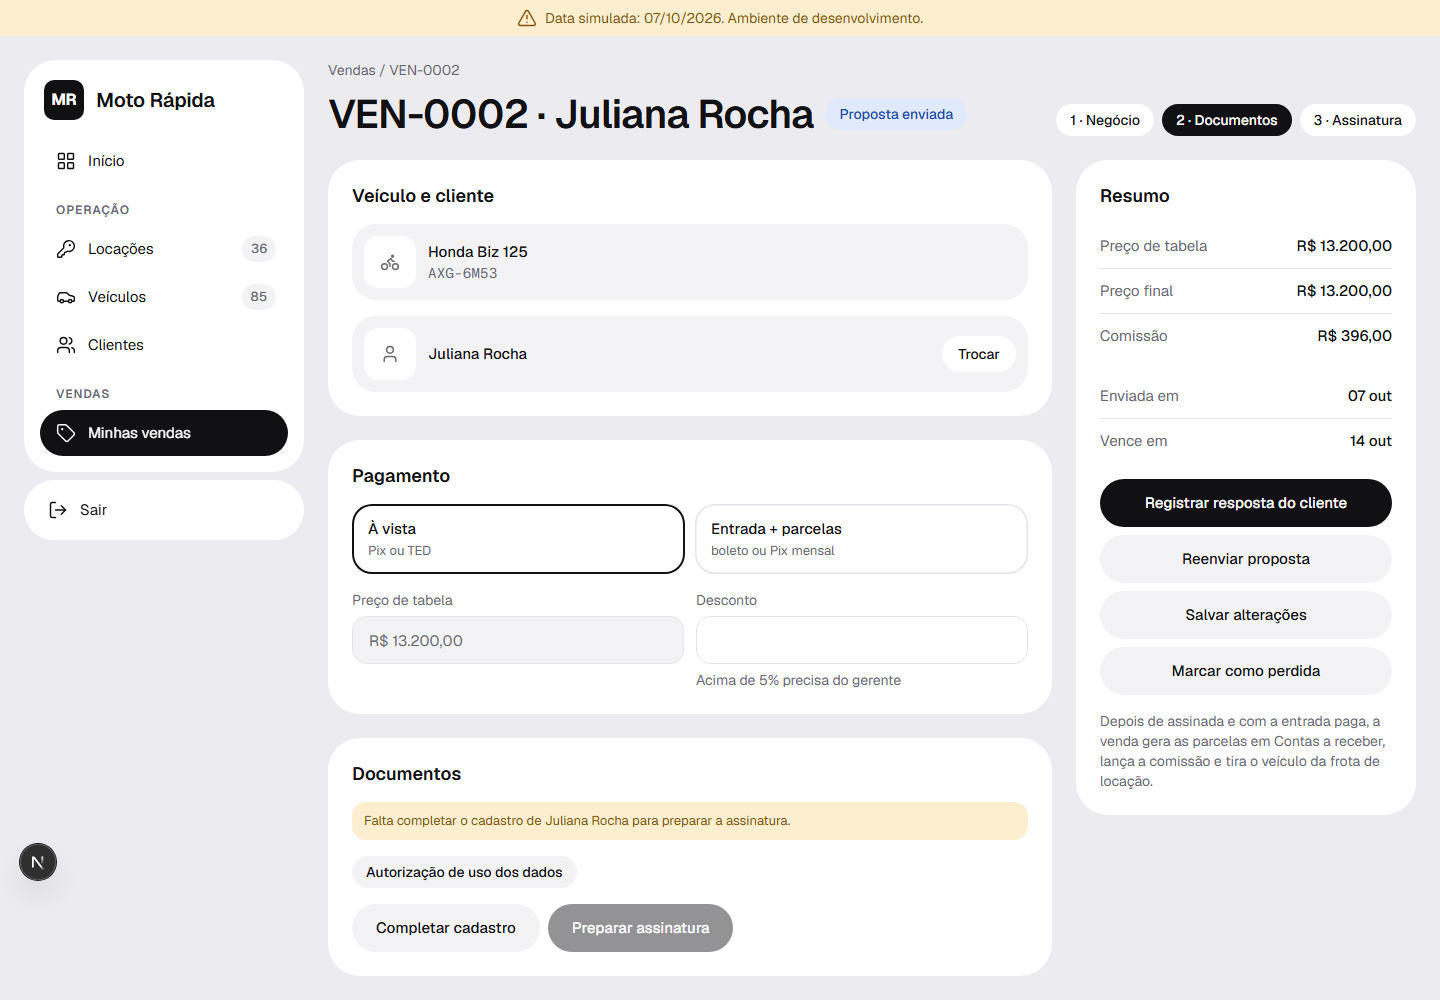 Data simulada: 07/10/2026. Ambiente de desenvolvimento.
MR
Moto Rápida
Início
OPERAÇÃO
Locações
36
Veículos
85
Clientes
VENDAS
Minhas vendas
Sair
Vendas / VEN-0002
VEN-0002 · Juliana Rocha
Proposta enviada
1 · Negócio
2 · Documentos
3 · Assinatura
Veículo e cliente
Honda Biz 125
AXG-6M53
Juliana Rocha
Trocar
Pagamento
À vista
Pix ou TED
Entrada + parcelas
boleto ou Pix mensal
Preço de tabela
R$ 13.200,00
Desconto
Acima de 5% precisa do gerente
Documentos
Falta completar o cadastro de Juliana Rocha para preparar a assinatura.
Autorização de uso dos dados
Completar cadastro
Preparar assinatura
Resumo
Preço de tabela
R$ 13.200,00
Preço final
R$ 13.200,00
Comissão
R$ 396,00
Enviada em
07 out
Vence em
14 out
Registrar resposta do cliente
Reenviar proposta
Salvar alterações
Marcar como perdida
Depois de assinada e com a entrada paga, a
venda gera as parcelas em Contas a receber,
lança a comissão e tira o veículo da frota de
locação.
N